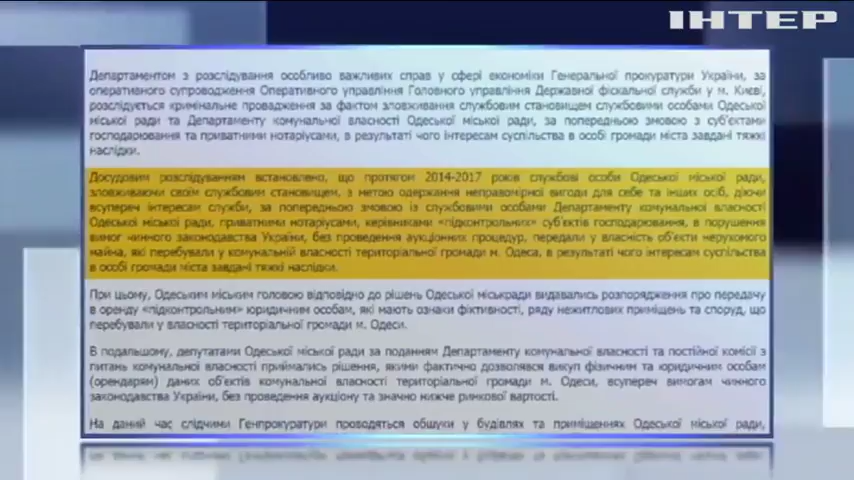 ІНТЕР
Департаментом з розслідування особливо важливих справ у сфері економіки Генеральної прокуратури України, за
оперативного супроводження Оперативного управління Головного управління Державної фіскальної служби у м. Києві,
розслідується кримінальне провадження за фактом зловживання службовим становищем службовими особами Одеської
міської ради та Департаменту комунальної власності Одеської міської ради, за попередньою змовою з суб'єктами
господарювання та приватними нотаріусами, в результаті чого інтересам суспільства в особі громади міста завдані тяжкі
наслідки.
Досудовим розслідуванням встановлено, що протягом 2014-2017 років службові особи Одеської міської ради,
зловживаючи своїм службовим становищем, з метою одержання неправомірної вигоди для себе та інших осіб, діючи
всупереч інтересам служби, за попередньою змовою із службовими особами Департаменту комунальної власності
Одеської міської ради, приватними нотаріусами, керівниками «підконтрольних» суб'єктів господарювання, в порушення
вимог чинного законодавства України, без проведення аукціонних процедур, передали у власність об'єкти нерухомого
майна, які перебували у комунальній власності територіальної громади м. Одеса, в результаті чого інтересам суспільства
в особі громади міста завдані тяжкі наслідки.
При цьому, Одеським міським головою відповідно до рішень Одеської міськради видавались розпорядження про передачу
в оренду «підконтрольним» юридичним особам, які мають ознаки фіктивності, ряду нежитлових приміщень та споруд, що
перебували у власності територіальної громади м. Одеси.
В подальшому, депутатами Одеської міської ради за поданням Департаменту комунальної власності та постійної комісії з
питань комунальної власності приймались рішення, якими фактично дозволявся викуп фізичним та юридичним особам
(орендарям) даних об'єктів комунальної власності територіальної громади м. Одеси, всупереч вимогам чинного
законодавства України, без проведення аукціону та значно нижче ринкової вартості.
На даний час слідчими Генпрокуратури проводяться обшуки у будівлях та приміщеннях Одеської міської ради,